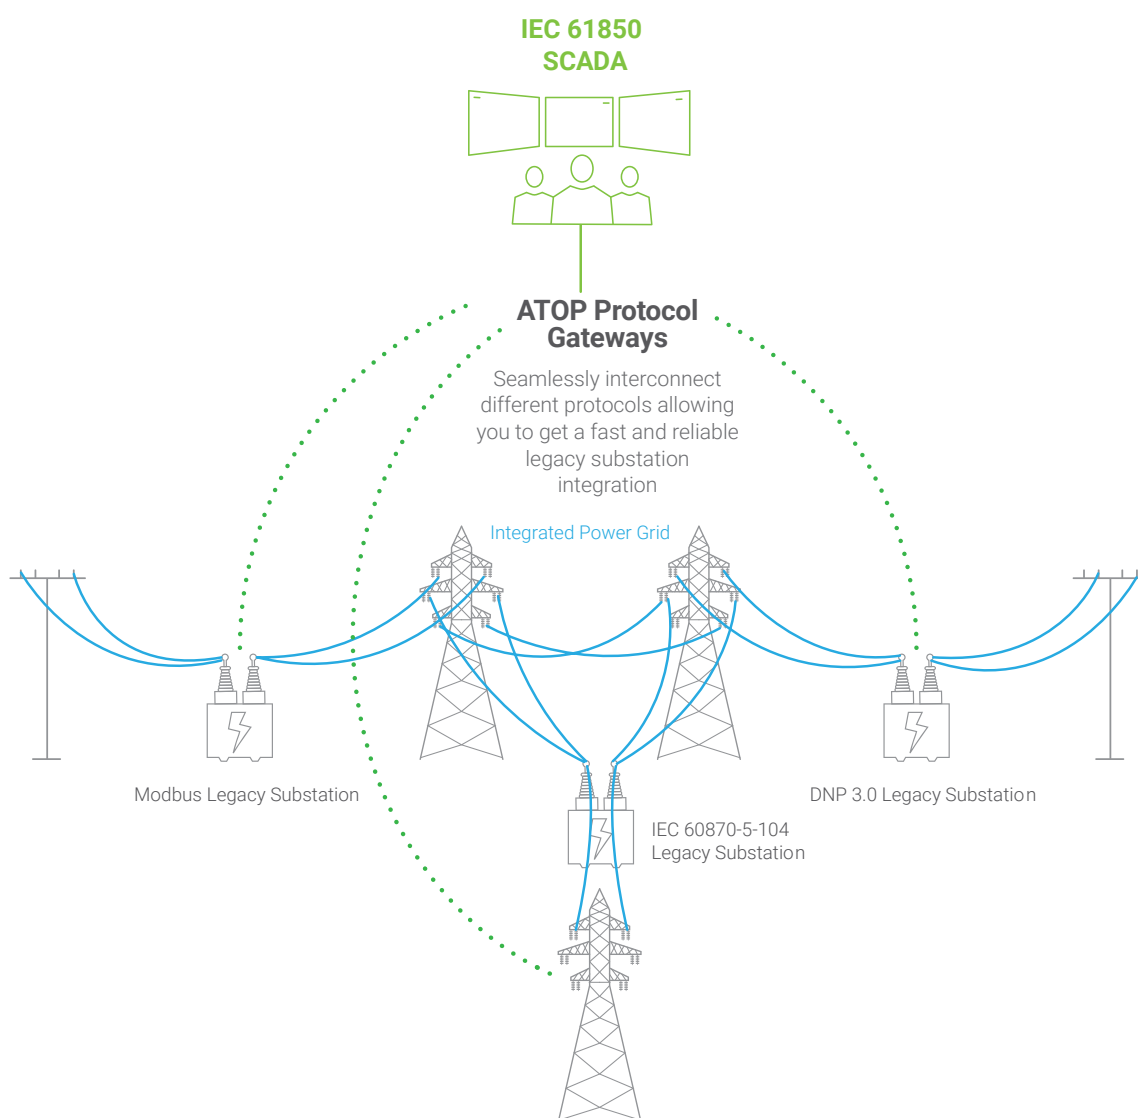 IEC 61850
SCADA
ATOP Protocol
Gateways
Seamlessly interconnect
different protocols allowing
you to get a fast and reliable
legacy substation
integration
Integrated Power Grid
Modbus Legacy Substation
DNP 3.0 Legacy Substation
IEC 60870-5-104
Legacy Substation